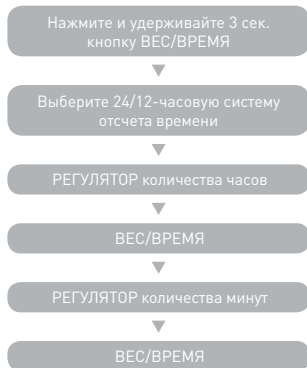 Нажмите и удерживайте 3 сек.
кнопку ВЕС/ВРЕМЯ
Выберите 24/12-часовую систему
отсчета времени
РЕГУЛЯТОР количества часов
ВЕС/ВРЕМЯ
РЕГУЛЯТОР количества минут
ВЕС/ВРЕМЯ